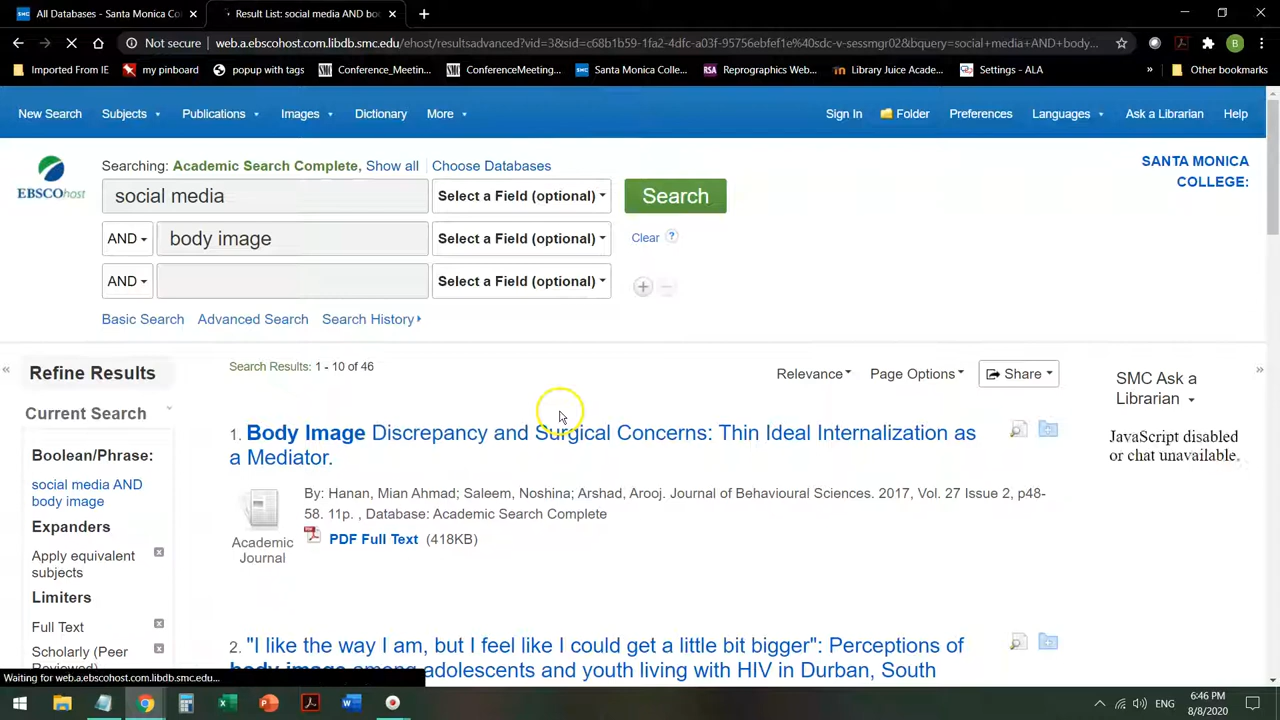 All Databases - Santa Monica Co
Result List: social media AND bo
Not secure
web.a.ebscohost.com.libdb.smc.edu/ehost/resultsadvanced?vid=3&sid=c68b1b59-1fa2-4dfc-a03f-95756ebfef1e%40sdc-v-sessmgr02&bquery=social+media+AND+body...
B
Imported From IE
my pinboard
popup with tags
Conference_Meetin...
ConferenceMeeting...
Santa Monica Colle...
Reprographics Web...
Library Juice Acade...
Settings - ALA
»
Other bookmarks
New Search
Subjects
Publications
Images
Dictionary
More
Sign In
Folder
Preferences
Languages
Ask a Librarian
Help
EBSCOhost
Searching: Academic Search Complete, Show all
Choose Databases
SANTA MONICA
COLLEGE:
social media
Select a Field (optional)
Search
AND
body image
Select a Field (optional)
Clear ?
AND
Select a Field (optional)
Basic Search
Advanced Search
Search History
«
Refine Results
Search Results: 1 - 10 of 46
Relevance
Page Options
Share
»
SMC Ask a
Librarian
JavaScript disabled
or chat unavailable.
Current Search
Boolean/Phrase:
social media AND
body image
Expanders
Apply equivalent
subjects
Limiters
Full Text
Scholarly (Peer
Reviewed)
1. Body Image Discrepancy and Surgical Concerns: Thin Ideal Internalization as
a Mediator.
By: Hanan, Mian Ahmad; Saleem, Noshina; Arshad, Arooj. Journal of Behavioural Sciences. 2017, Vol. 27 Issue 2, p48-
58. 11p. , Database: Academic Search Complete
Academic
Journal
PDF Full Text (418KB)
2. "I like the way I am, but I feel like I could get a little bit bigger": Perceptions of
body image among adolescents and youth living with HIV in Durban, South
Waiting for web.a.ebscohost.com.libdb.smc.edu...
ENG
6:46 PM
8/8/2020